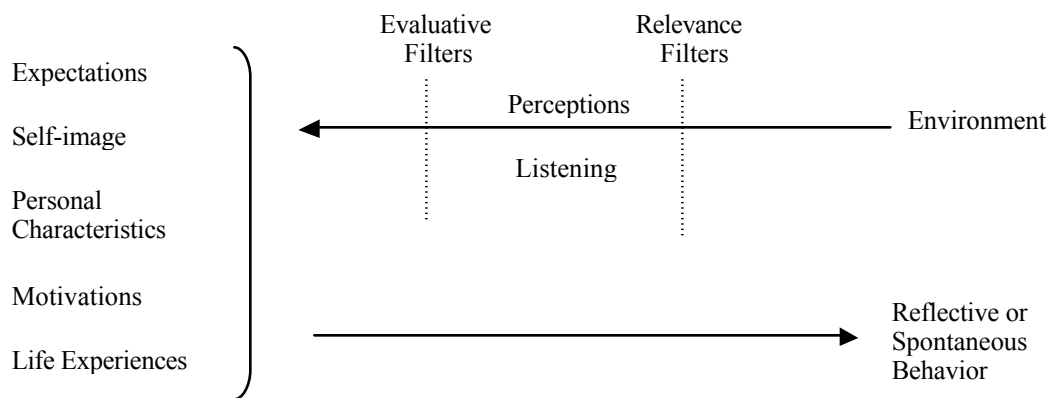 Evaluative
Filters
Relevance
Filters
Expectations
Perceptions
Environment
Self-image
Listening
Personal
Characteristics
Motivations
Reflective or
Spontaneous
Behavior
Life Experiences